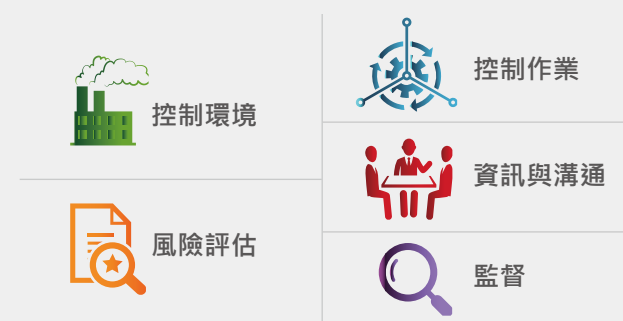 控制環境
風險評估
控制作業
資訊與溝通
監督